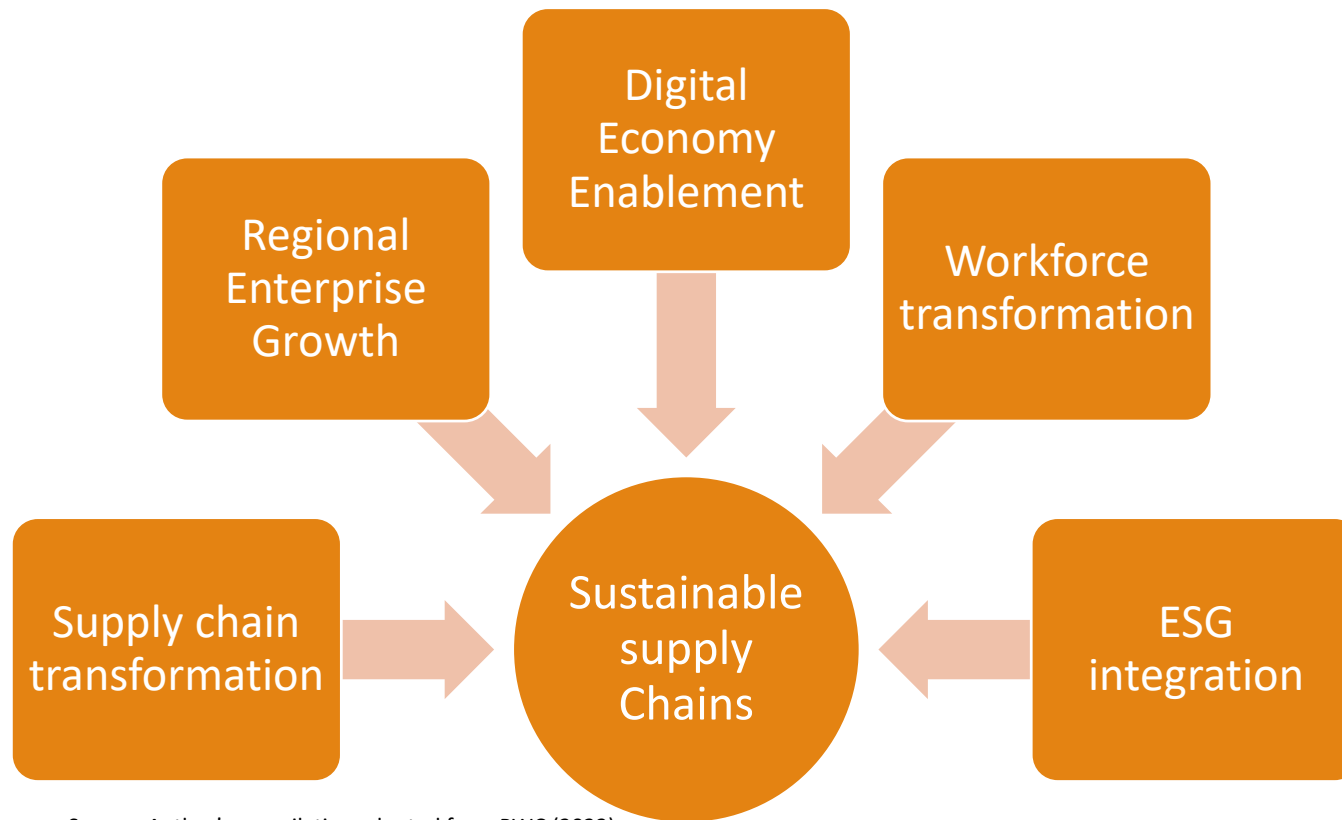 Digital
Economy
Enablement
Regional
Enterprise
Growth
Workforce
transformation
Supply chain
transformation
Sustainable
supply
Chains
ESG
integration